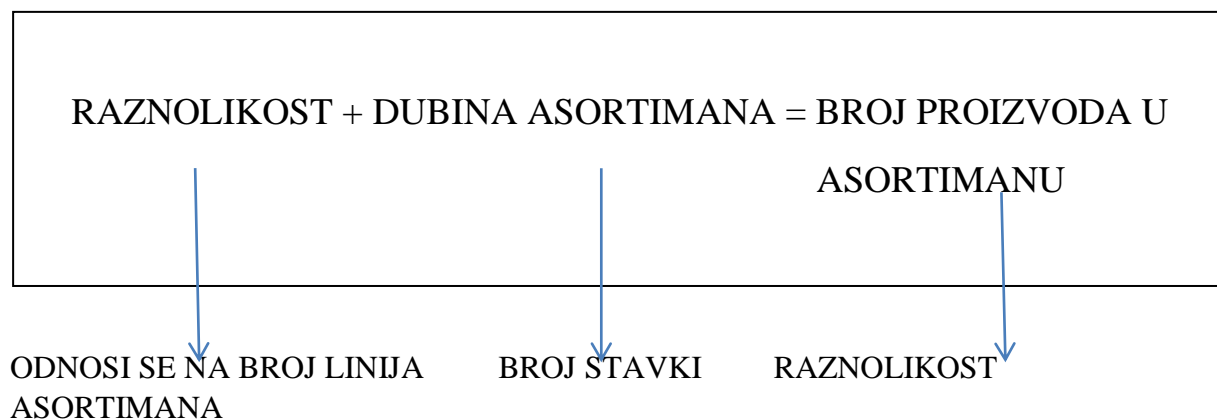 RAZNOLIKOST + DUBINA ASORTIMANA = BROJ PROIZVODA U
ASORTIMANU
ODNOSI SE NA BROJ LINIJA
ASORTIMANA
BROJ STAVKI
RAZNOLIKOST